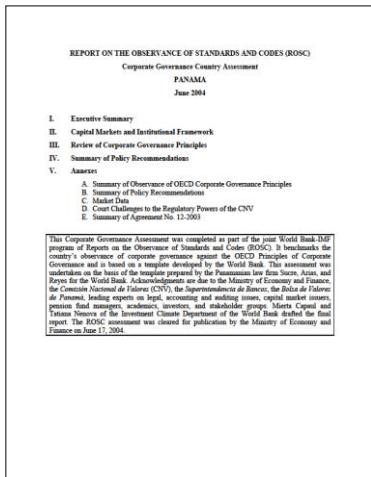 REPORT ON THE OBSERVANCE OF STANDARDS AND CODES (ROSC)
Corporate Governance Country Assessment
PANAMA
June 2004
I. Executive Summary
II. Capital Markets and Institutional Framework
III. Review of Corporate Governance Principles
IV. Summary of Policy Recommendations
V. Annexes
A. Summary of Observance of OECD Corporate Governance Principles
B. Summary of Policy Recommendations
C. Market Data
D. Court Challenges to the Regulatory Powers of the CNV
E. Summary of Agreement No. 12-2003
This Corporate Governance Assessment was completed as part of the joint World Bank-IMF
program of Reports on the Observance of Standards and Codes (ROSC). It benchmarks the
country's observance of corporate governance against the OECD Principles of Corporate
Governance and is based on a template developed by the World Bank. This assessment was
undertaken on the basis of the template prepared by the Panamanian law firm Sucre, Arias, and
Reyes for the World Bank. Acknowledgments are due to the Ministry of Economy and Finance,
the Comisión Nacional de Valores (CNV), the Superintendencia de Bancos, the Bolsa de Valores
de Panamá, leading experts on legal, accounting and auditing issues, capital market issuers,
pension fund managers, academics, investors, and stakeholder groups. Mierta Capaul and
Tatiana Nenova of the Investment Climate Department of the World Bank drafted the final
report. The ROSC assessment was cleared for publication by the Ministry of Economy and
Finance on June 17, 2004.